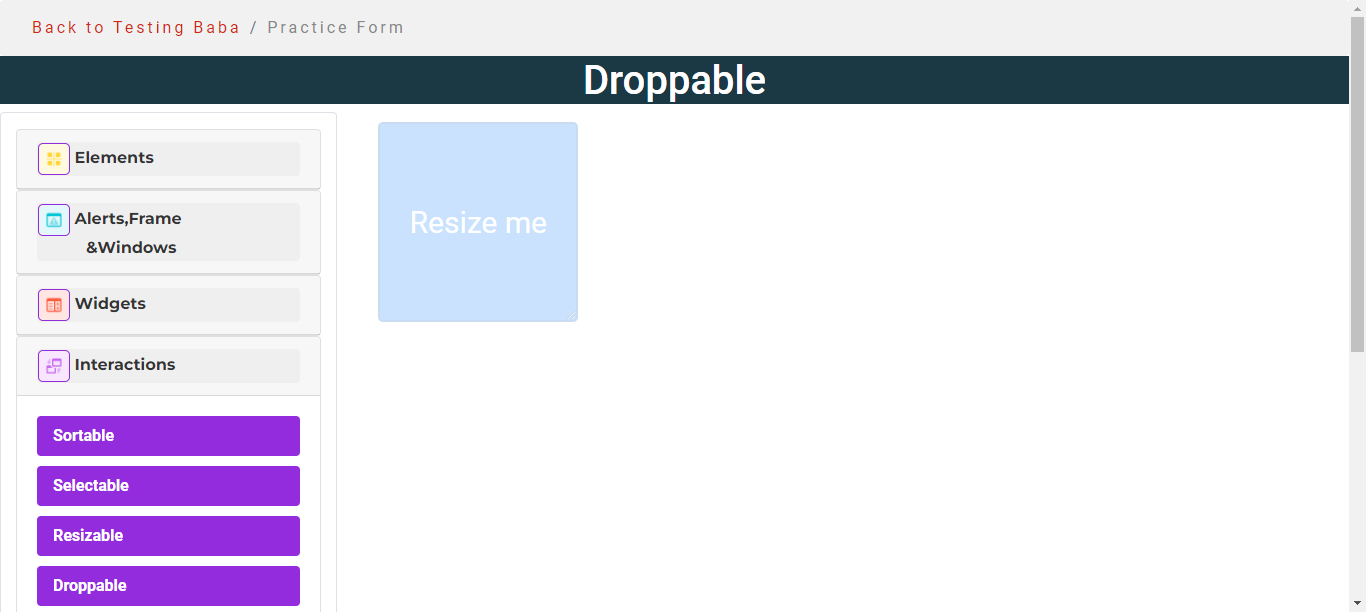 Back to Testing Baba / Practice Form
Droppable
Elements
Alerts,Frame
&Windows
Widgets
Interactions
Sortable
Selectable
Resizable
Droppable
Resize me